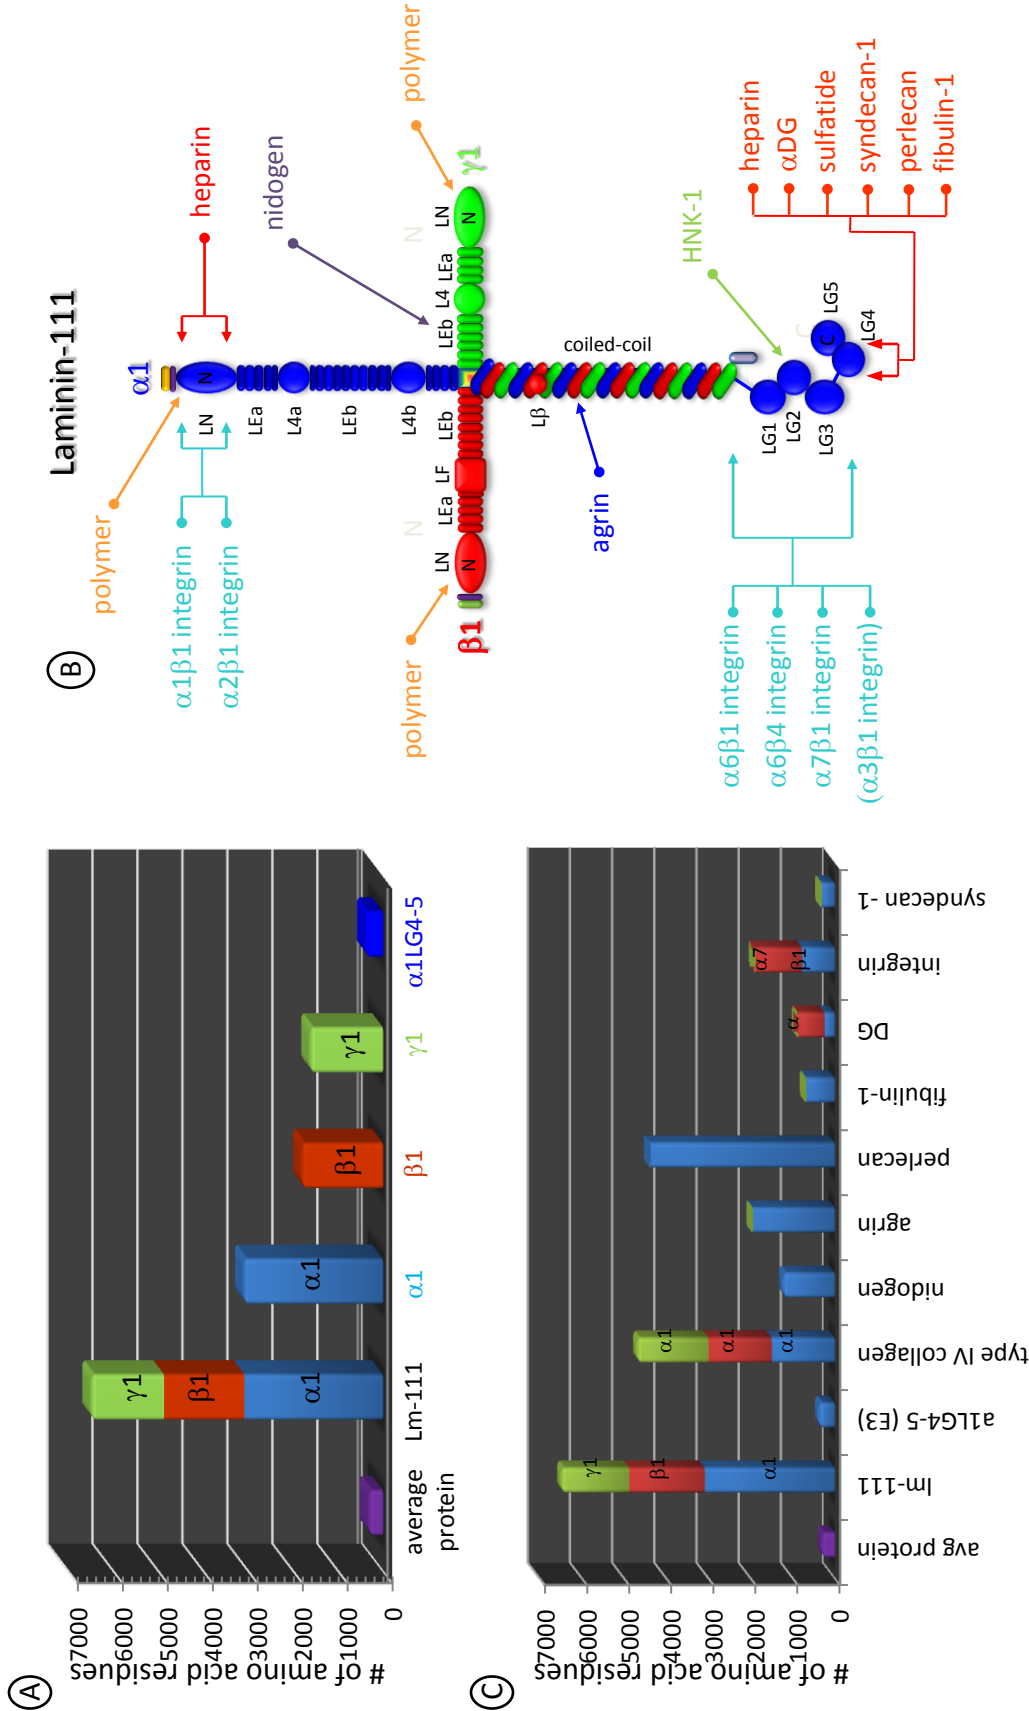 A
# of amino acid residues
7000
6000
5000
4000
3000
2000
1000
0
γ1
β1
α1
α1
β1
γ1
average
protein
Lm-111
α1
β1
γ1
α1LG4-5
B
Laminin-111
α1
polymer
heparin
α1β1 integrin
α2β1 integrin
N
LN
LEa
L4a
LEb
L4b
nidogen
polymer
polymer
N
N
LN
LEa
LF
LEb
LEb
L4
LEa
LN
N
N
β1
γ1
Lβ
coiled-coil
agrin
HNK-1
α6β1 integrin
α6β4 integrin
α7β1 integrin
(α3β1 integrin)
LG1
LG2
LG3
C
C
LG5
LG4
heparin
αDG
sulfatide
syndecan-1
perlecan
fibulin-1
C
# of amino acid residues
7000
6000
5000
4000
3000
2000
1000
0
γ1
β1
α1
α1
α1
α1
α
α7
β1
avg protein
lm-111
a1LG4-5 (E3)
type IV collagen
nidogen
agrin
perlecan
fibulin-1
DG
integrin
syndecan -1